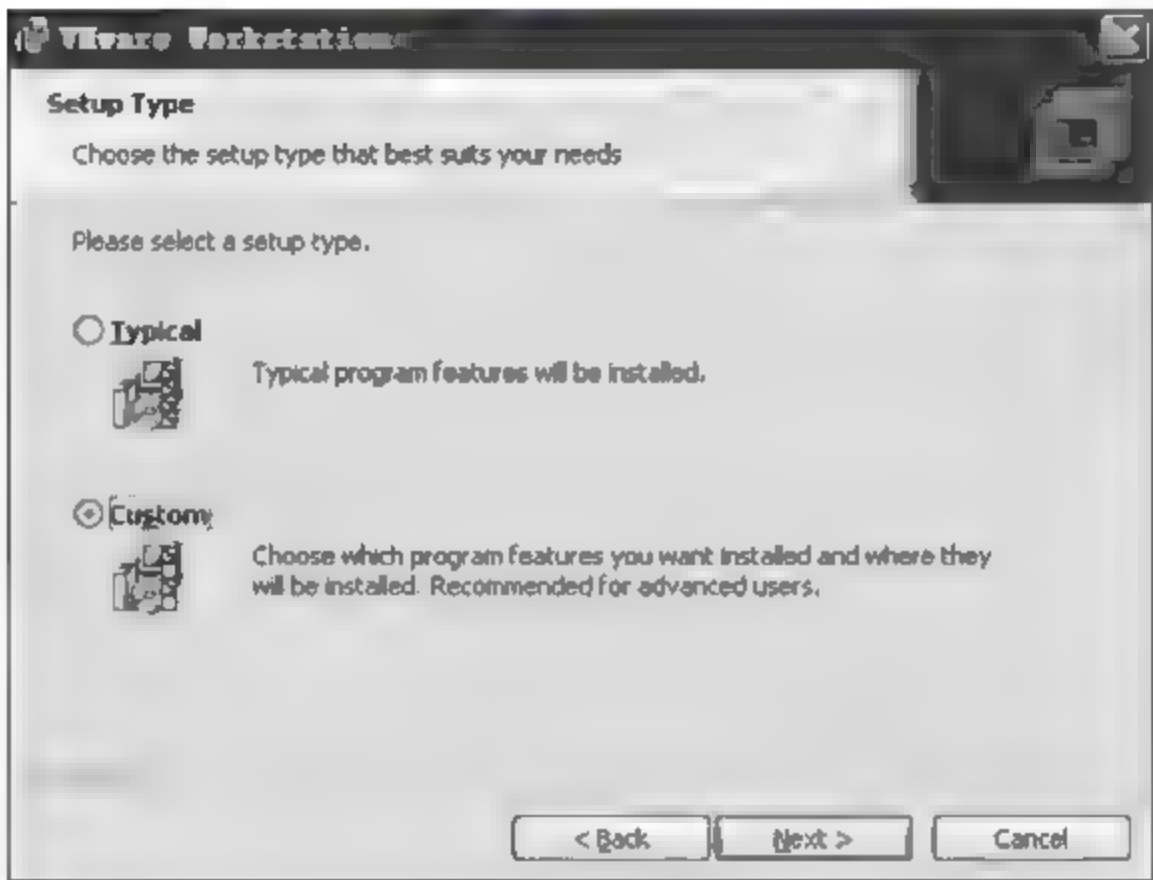 VMware Workstation
Setup Type
Choose the setup type that best suits your needs
Please select a setup type.
Typical
Typical program features will be installed.
Custom
Choose which program features you want installed and where they
will be installed. Recommended for advanced users.
< Back
Next >
Cancel